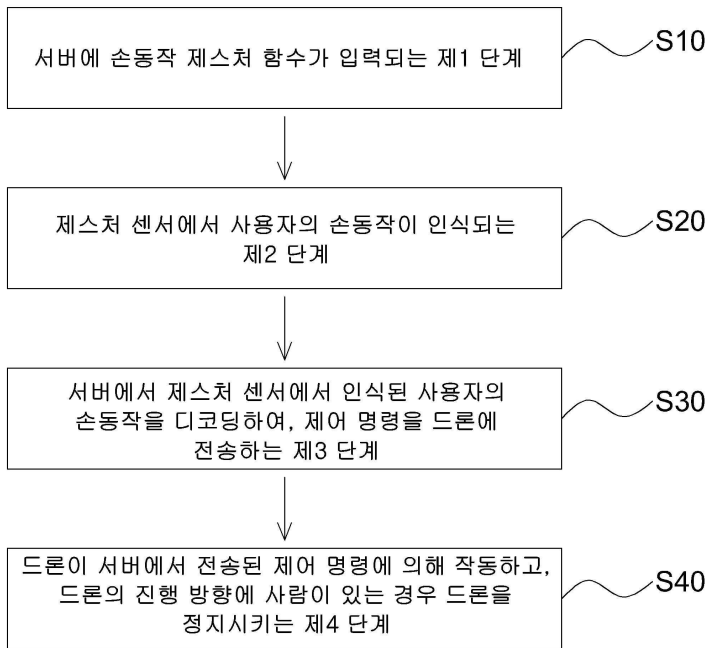 서버에 손동작 제스처 함수가 입력되는 제1 단계
S10
제스처 센서에서 사용자의 손동작이 인식되는
제2 단계
S20
서버에서 제스처 센서에서 인식된 사용자의
손동작을 디코딩하여, 제어 명령을 드론에
전송하는 제3 단계
S30
드론이 서버에서 전송된 제어 명령에 의해 작동하고,
드론의 진행 방향에 사람이 있는 경우 드론을
정지시키는 제4 단계
S40